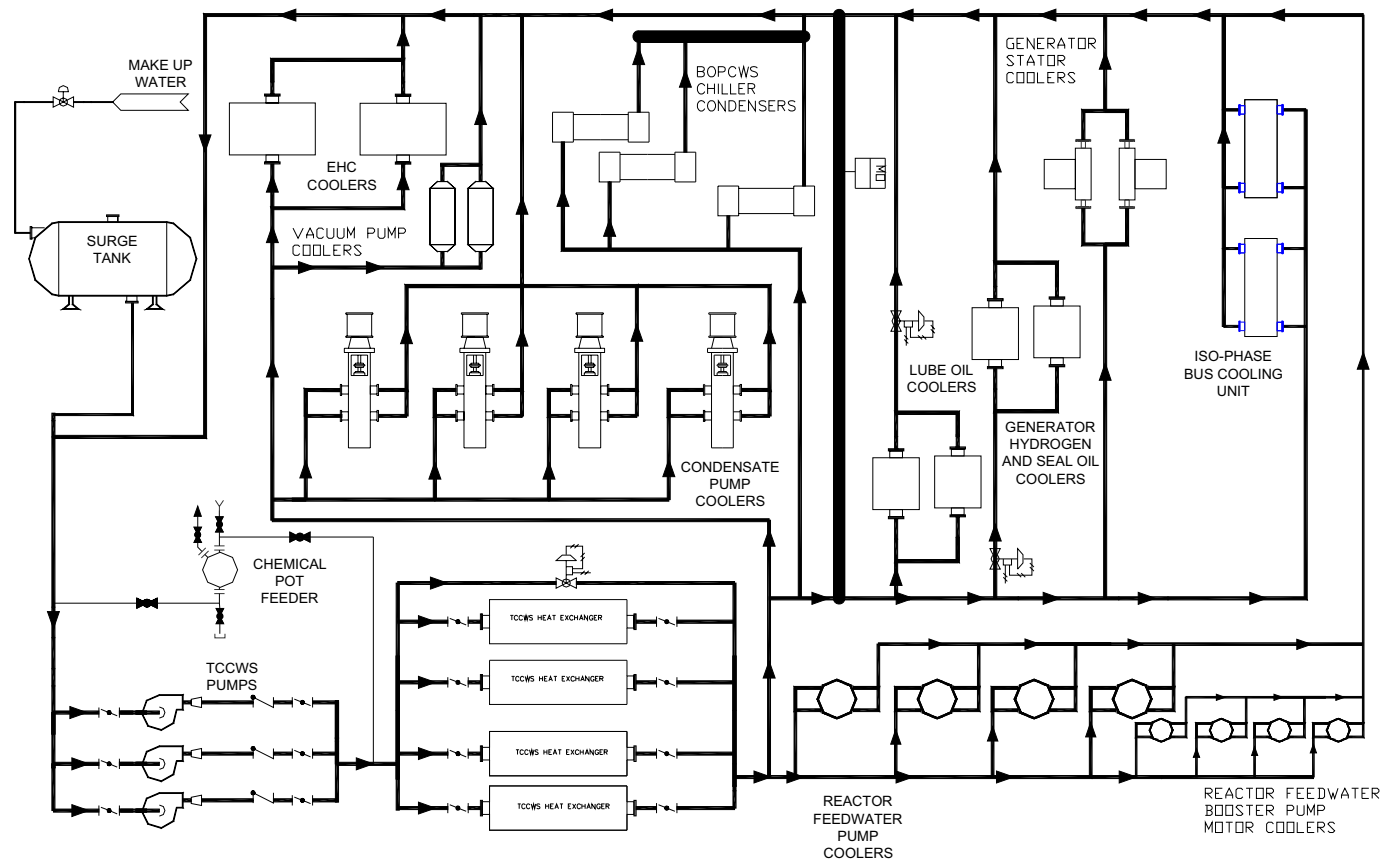 MAKE UP
WATER
SURGE
TANK
EHC
COOLERS
VACUUM PUMP
COOLERS
BOPCWS
CHILLER
CONDENSERS
MO
GENERATOR
STATOR
COOLERS
LUBE OIL
COOLERS
GENERATOR
HYDROGEN
AND SEAL OIL
COOLERS
ISO-PHASE
BUS COOLING
UNIT
CONDENSATE
PUMP
COOLERS
CHEMICAL
POT
FEEDER
TCCWS
PUMPS
TCCWS HEAT EXCHANGER
TCCWS HEAT EXCHANGER
TCCWS HEAT EXCHANGER
TCCWS HEAT EXCHANGER
REACTOR
FEEDWATER
PUMP
COOLERS
REACTOR FEEDWATER
BOOSTER PUMP
MOTOR COOLERS